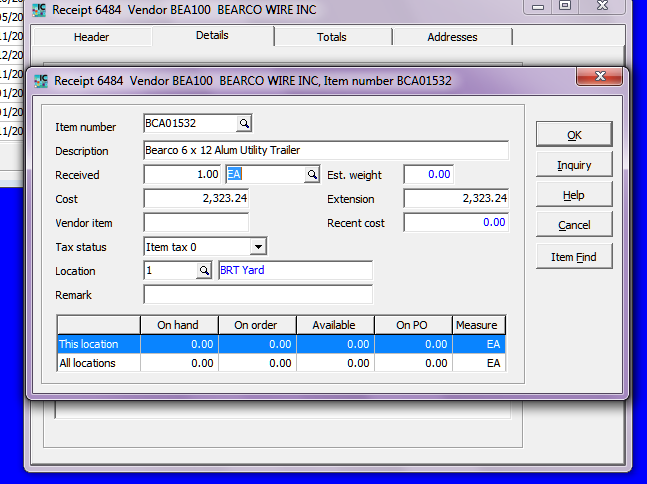 Receipt 6484 Vendor BEA100 BEARCO WIRE INC
Header Details Totals Addresses
Receipt 6484 Vendor BEA100 BEARCO WIRE INC, Item number BCA01532
Item number BCA01532
OK
Description Bearco 6 x 12 Alum Utility Trailer
Inquiry
Received 1.00 EA Est. weight 0.00
Help
Cost 2,323.24 Extension 2,323.24
Vendor item Recent cost 0.00
Cancel
Tax status Item tax 0
Item Find
Location 1 BRT Yard
Remark
On hand On order Available On PO Measure
This location 0.00 0.00 0.00 0.00 EA
All locations 0.00 0.00 0.00 0.00 EA